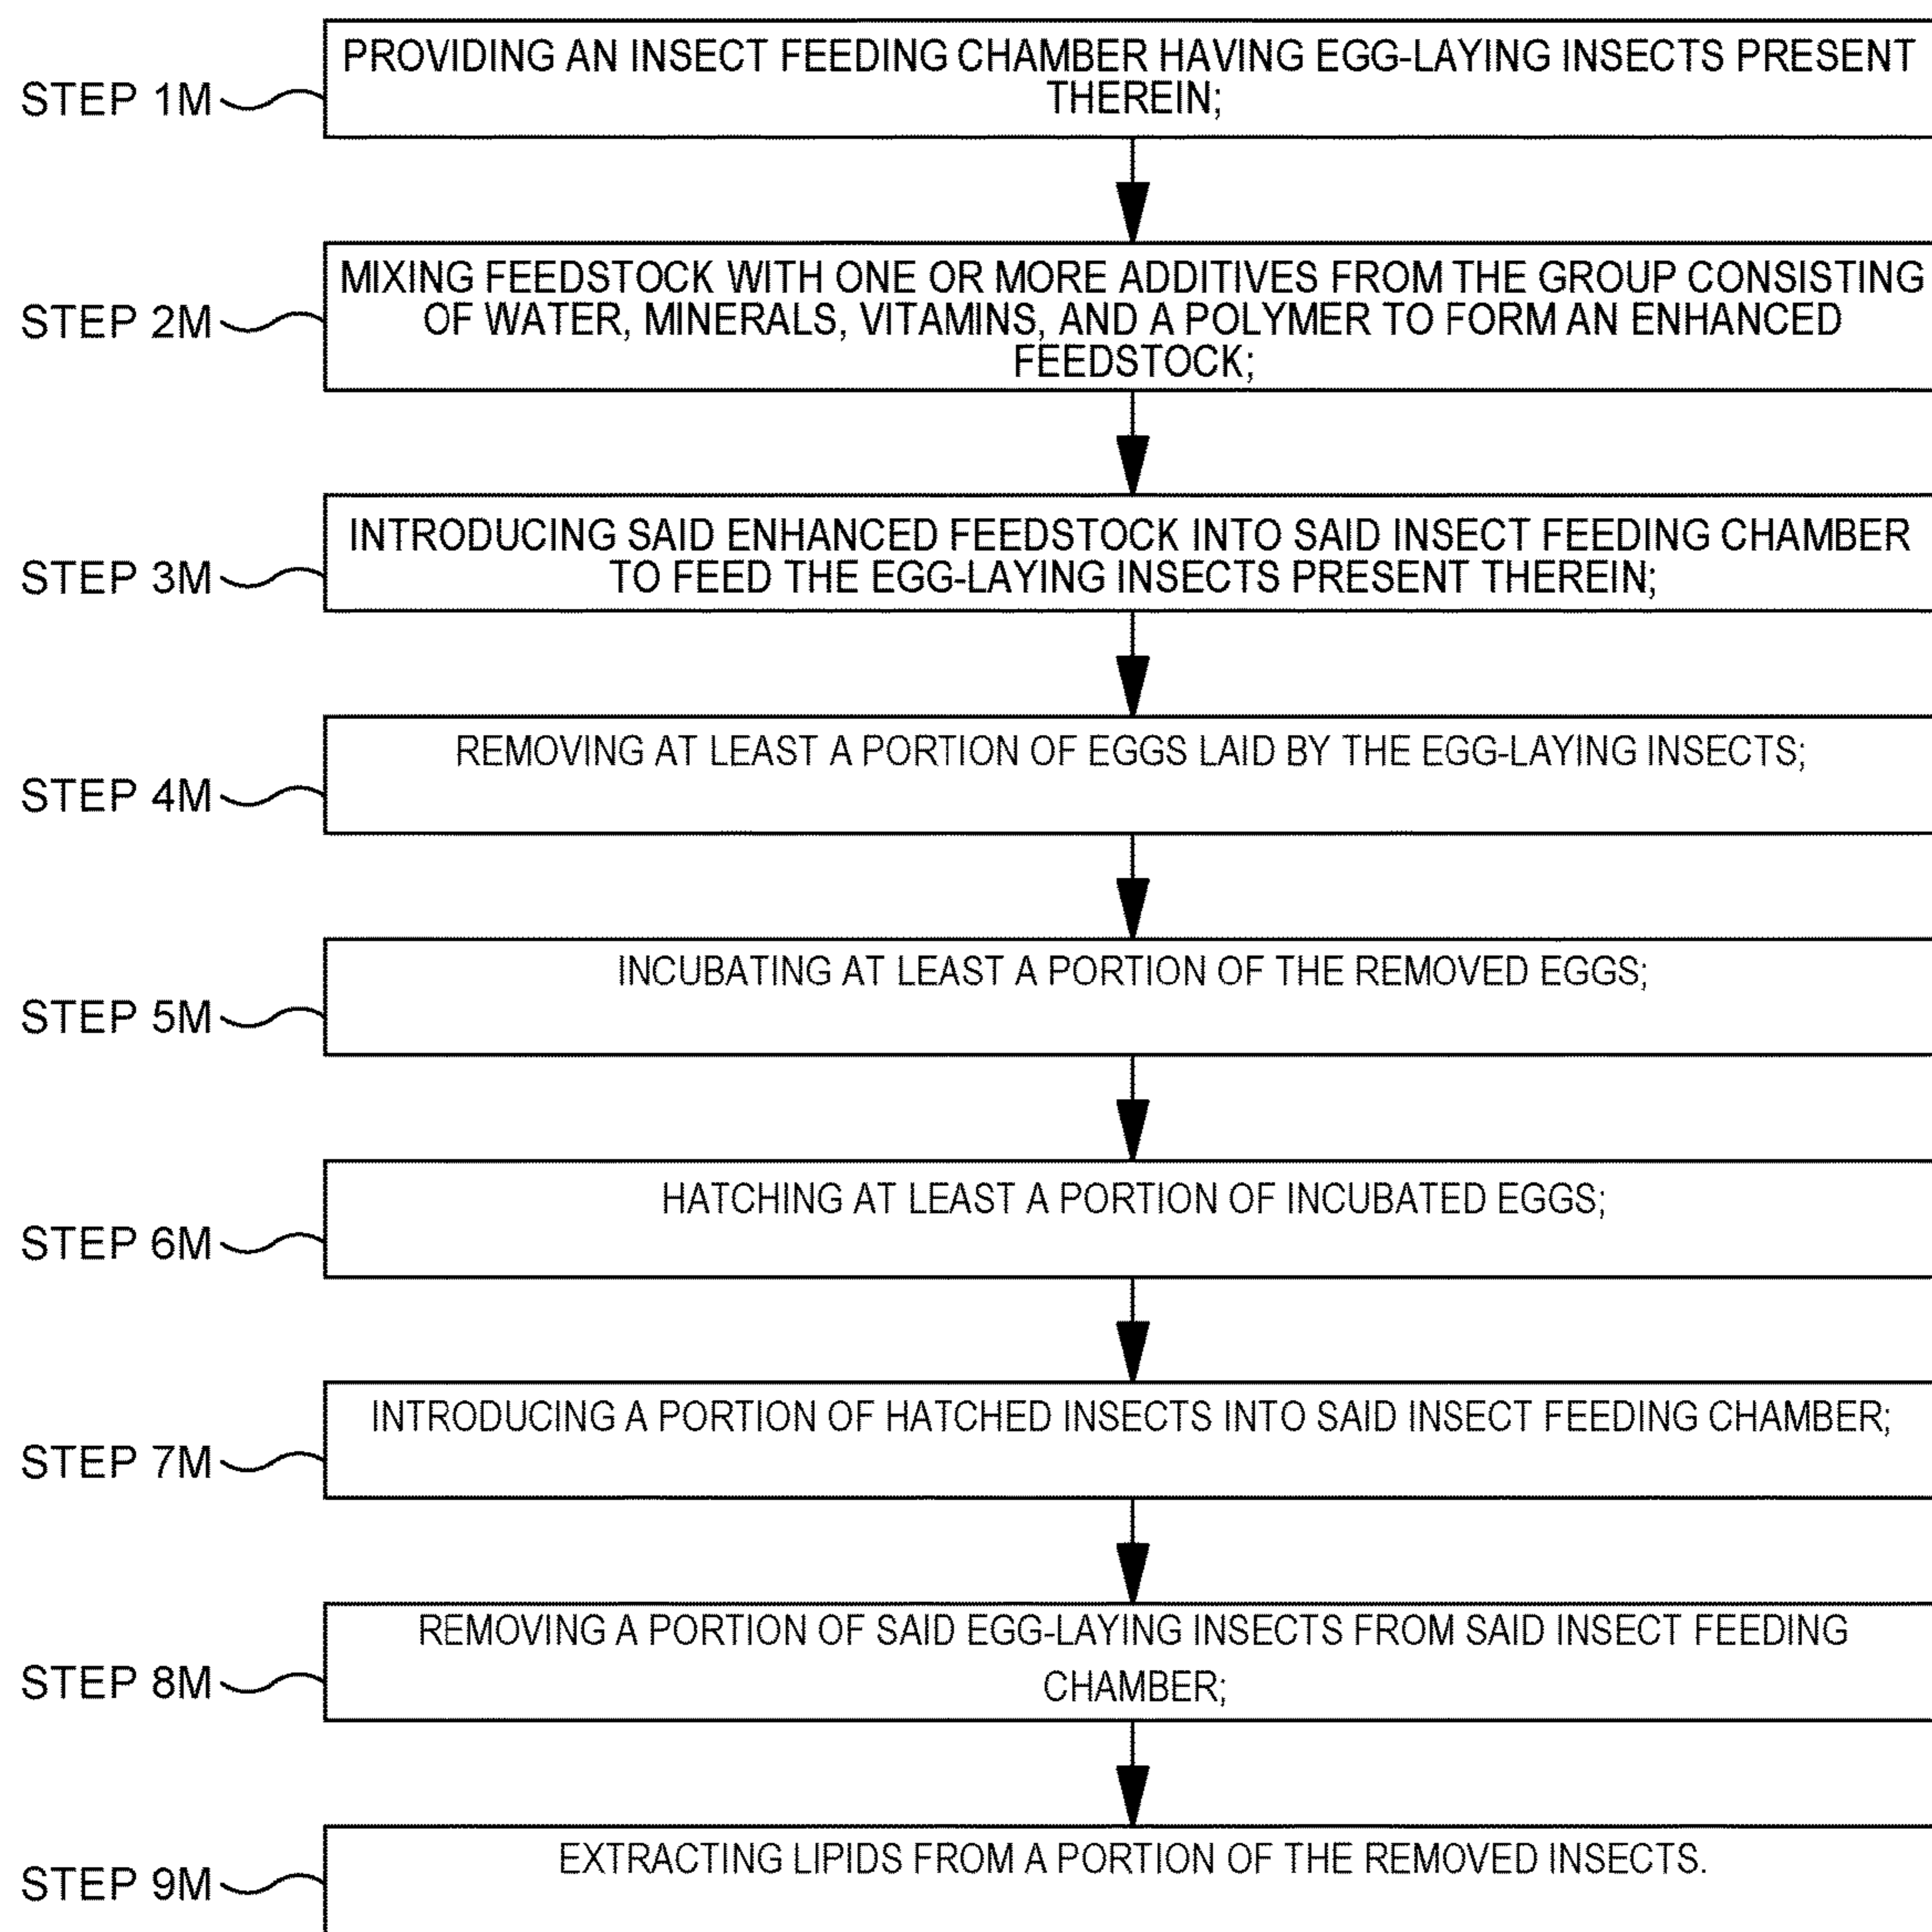 STEP 1M
PROVIDING AN INSECT FEEDING CHAMBER HAVING EGG-LAYING INSECTS PRESENT
THEREIN;
STEP 2M
MIXING FEEDSTOCK WITH ONE OR MORE ADDITIVES FROM THE GROUP CONSISTING
OF WATER, MINERALS, VITAMINS, AND A POLYMER TO FORM AN ENHANCED
FEEDSTOCK;
STEP 3M
INTRODUCING SAID ENHANCED FEEDSTOCK INTO SAID INSECT FEEDING CHAMBER
TO FEED THE EGG-LAYING INSECTS PRESENT THEREIN;
STEP 4M
REMOVING AT LEAST A PORTION OF EGGS LAID BY THE EGG-LAYING INSECTS;
STEP 5M
INCUBATING AT LEAST A PORTION OF THE REMOVED EGGS;
STEP 6M
HATCHING AT LEAST A PORTION OF INCUBATED EGGS;
STEP 7M
INTRODUCING A PORTION OF HATCHED INSECTS INTO SAID INSECT FEEDING CHAMBER;
STEP 8M
REMOVING A PORTION OF SAID EGG-LAYING INSECTS FROM SAID INSECT FEEDING
CHAMBER;
STEP 9M
EXTRACTING LIPIDS FROM A PORTION OF THE REMOVED INSECTS.